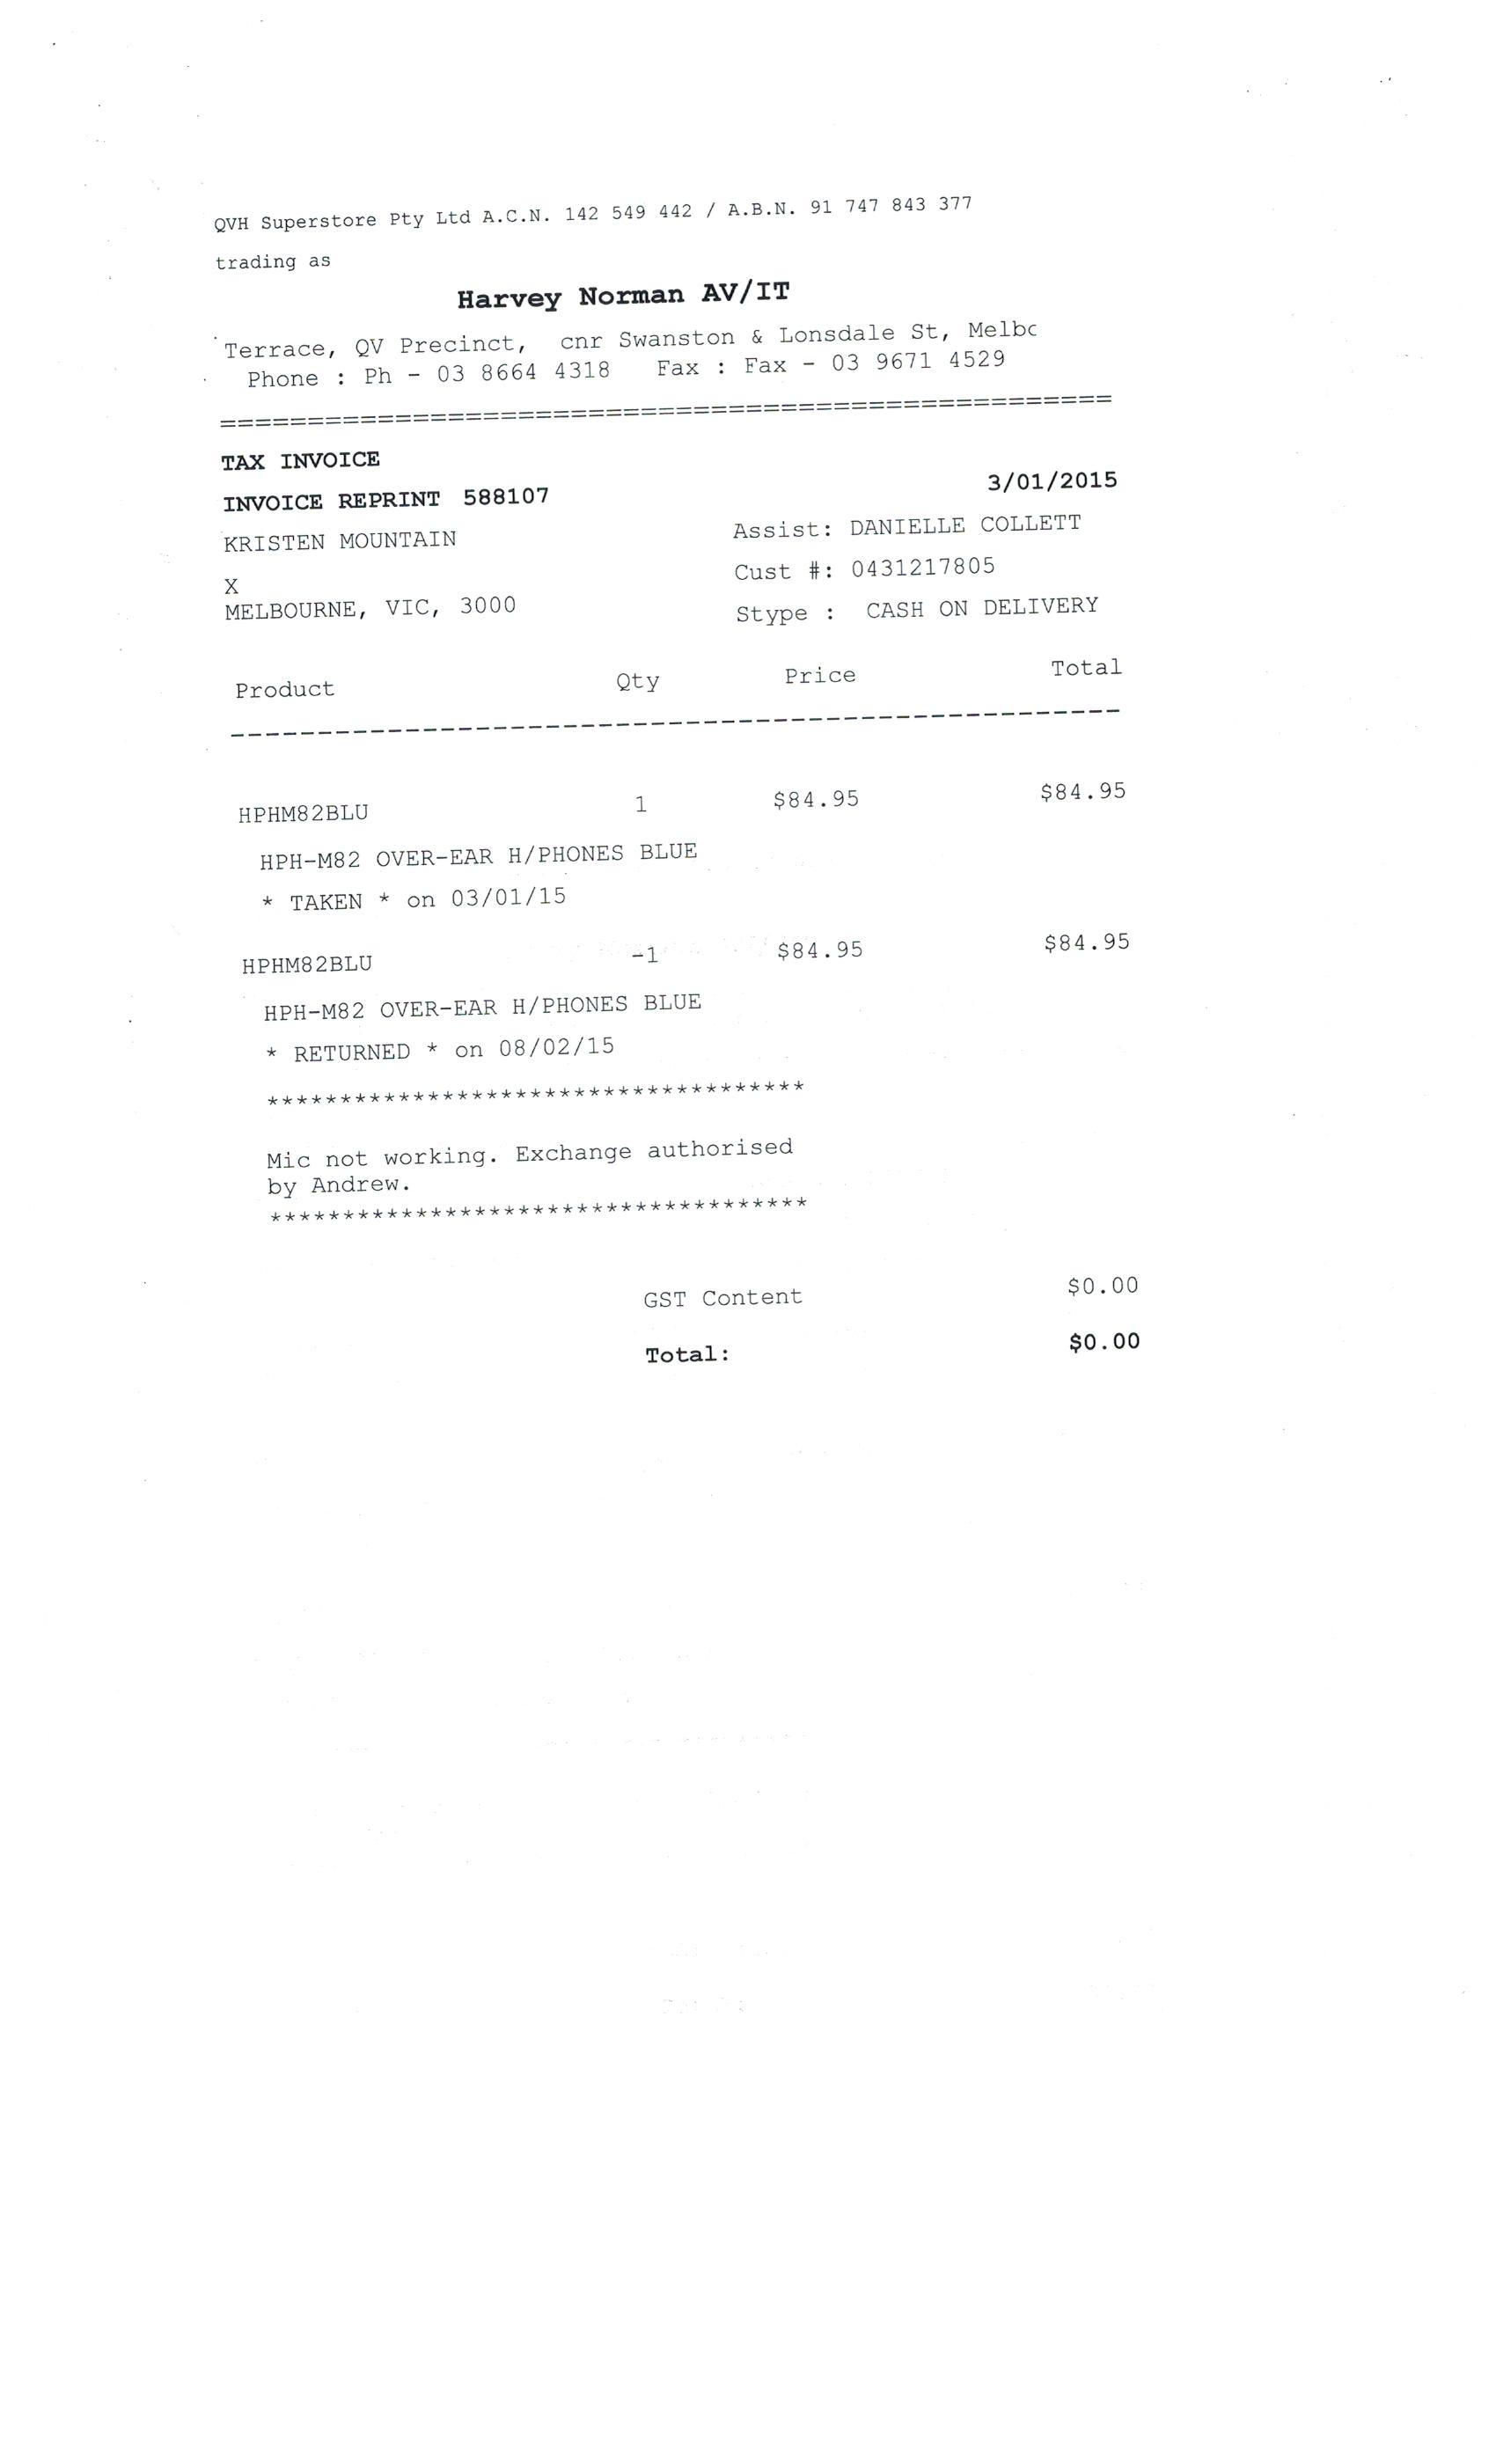 QVH Superstore Pty Ltd A.C.N. 142 549 442 / A.B.N. 91 747 843 377
trading as
Harvey Norman AV/IT
Terrace, QV Precinct, cnr Swanston & Lonsdale St, Melbc
Phone : Ph - 03 8664 4318 Fax : Fax - 03 9671 4529
===================================================
TAX INVOICE
INVOICE REPRINT 588107 3/01/2015
KRISTEN MOUNTAIN Assist: DANIELLE COLLETT
X Cust #: 0431217805
MELBOURNE, VIC, 3000 Stype : CASH ON DELIVERY
Product Qty Price Total
---------------------------------------------------
HPHM82BLU 1 $84.95 $84.95
HPH-M82 OVER-EAR H/PHONES BLUE
* TAKEN * on 03/01/15
HPHM82BLU -1 $84.95 $84.95
HPH-M82 OVER-EAR H/PHONES BLUE
* RETURNED * on 08/02/15
*************************************
Mic not working. Exchange authorised
by Andrew.
*************************************
GST Content $0.00
Total: $0.00